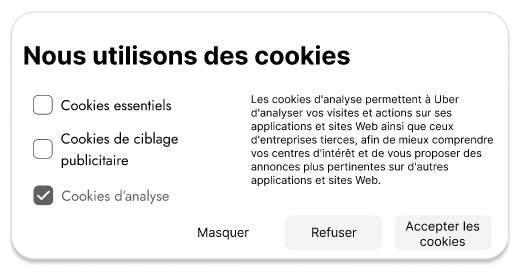 Nous utilisons des cookies
Cookies essentiels
Cookies de ciblage
publicitaire
Cookies d'analyse
Les cookies d'analyse permettent à Uber
d'analyser vos visites et actions sur ses
applications et sites Web ainsi que ceux
d'entreprises tierces, afin de mieux comprendre
vos centres d'intérêt et de vous proposer des
annonces plus pertinentes sur d'autres
applications et sites Web.
Masquer
Refuser
Accepter les
cookies